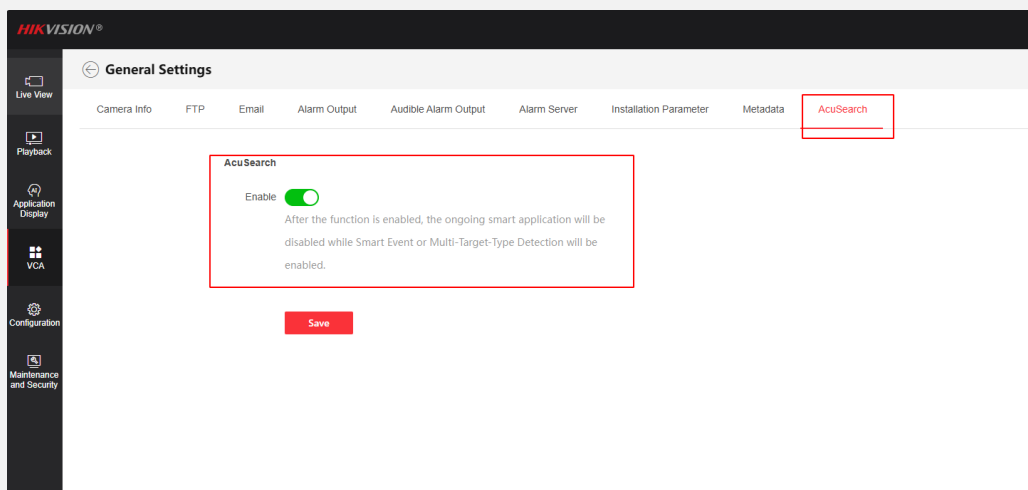 HIKVISION®
General Settings
Camera Info FTP Email Alarm Output Audible Alarm Output Alarm Server Installation Parameter Metadata AcuSearch
Live View
Playback
AI
Application
Display
VCA
Configuration
Maintenance
and Security
AcuSearch
Enable
After the function is enabled, the ongoing smart application will be
disabled while Smart Event or Multi-Target-Type Detection will be
enabled.
Save